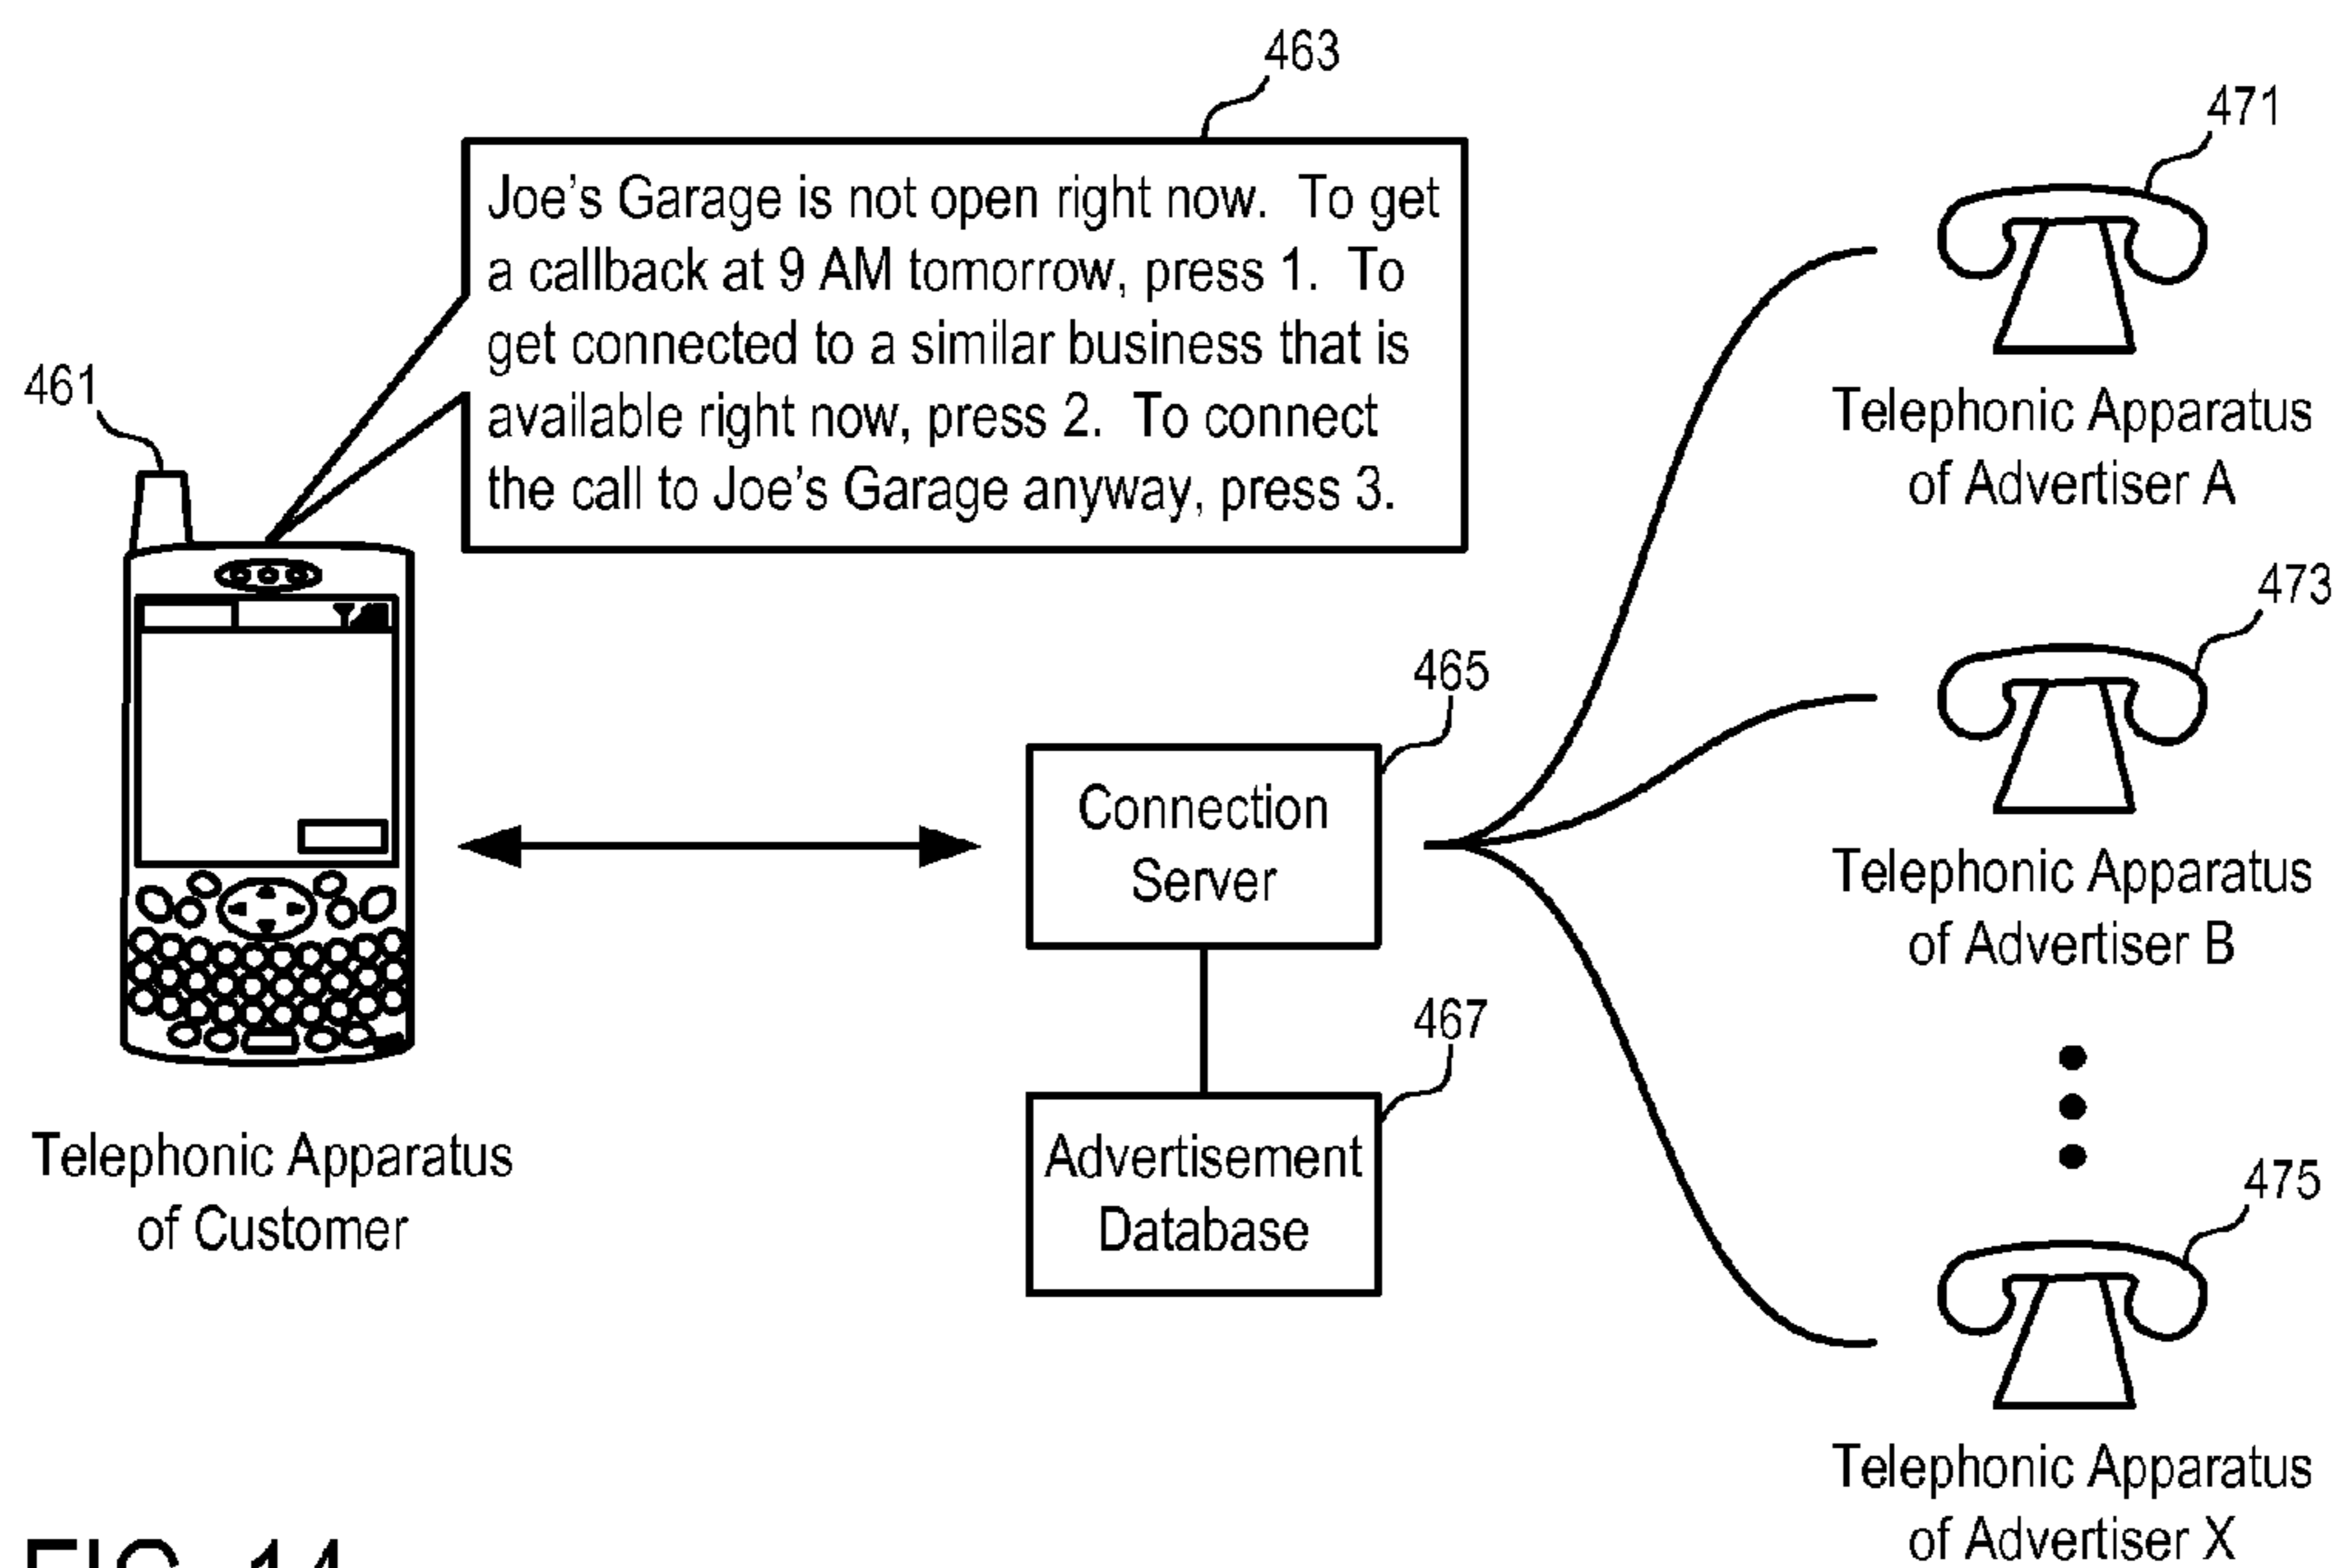 463
Joe's Garage is not open right now. To get
a callback at 9 AM tomorrow, press 1. To
get connected to a similar business that is
available right now, press 2. To connect
the call to Joe's Garage anyway, press 3.
461
Telephonic Apparatus
of Customer
465
Connection
Server
467
Advertisement
Database
471
Telephonic Apparatus
of Advertiser A
473
Telephonic Apparatus
of Advertiser B
475
Telephonic Apparatus
of Advertiser X
FIG. 14